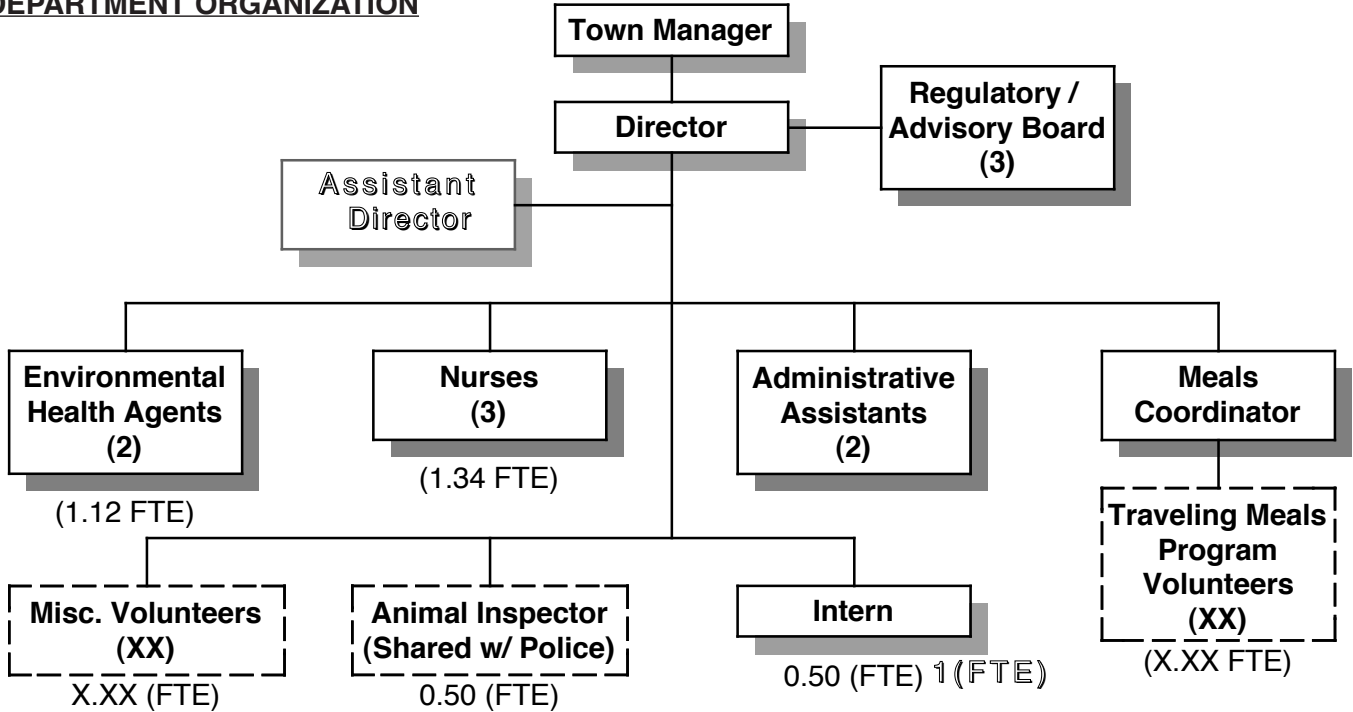 DEPARTMENT ORGANIZATION
Town Manager
Director
Regulatory /
Advisory Board
(3)
Assistant
Director
Environmental
Health Agents
(2)
(1.12 FTE)
Nurses
(3)
(1.34 FTE)
Administrative
Assistants
(2)
Meals
Coordinator
Traveling Meals
Program
Volunteers
(XX)
(X.XX FTE)
Misc. Volunteers
(XX)
X.XX (FTE)
Animal Inspector
(Shared w/ Police)
0.50 (FTE)
Intern
0.50 (FTE) 1(FTE)